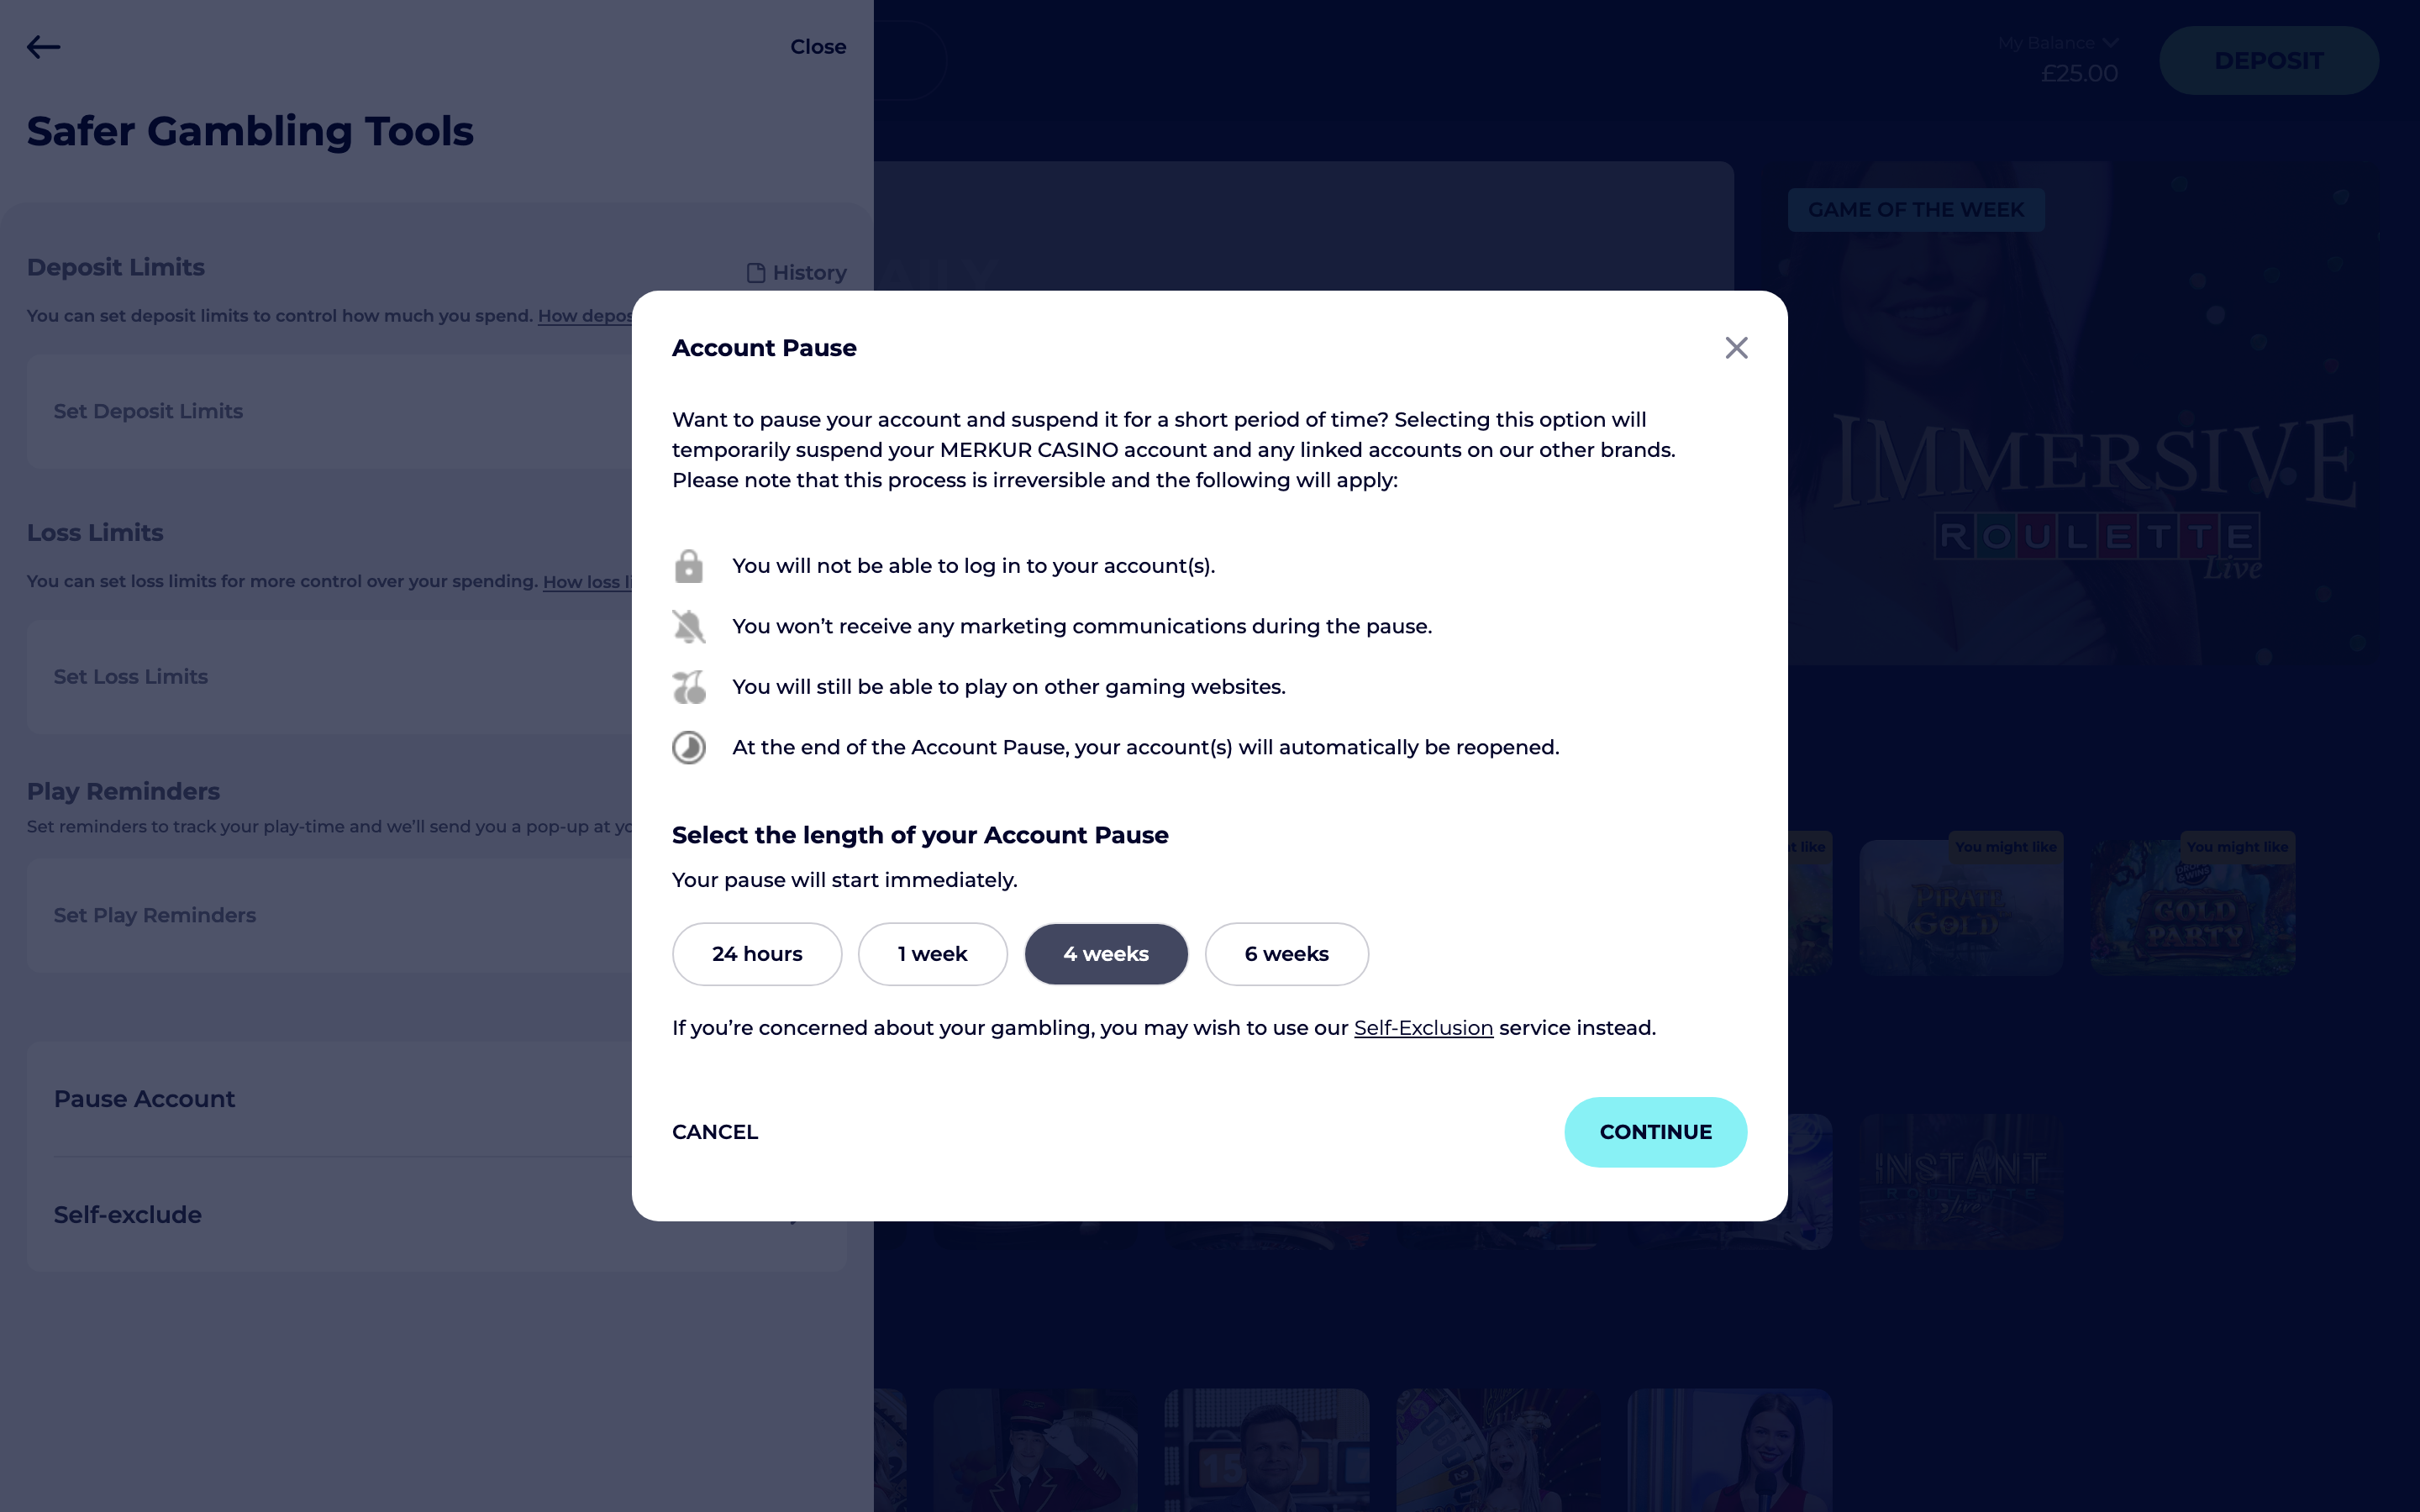 Close
My Balance
£25.00
DEPOSIT
Safer Gambling Tools
GAME OF THE WEEK
Deposit Limits
History
You can set deposit limits to control how much you spend. How
Set Deposit Limits
Account Pause
Want to pause your account and suspend it for a short period of time? Selecting this option will
temporarily suspend your MERKUR CASINO account and any linked accounts on our other brands.
Please note that this process is irreversible and the following will apply:
IMMERSIVE
ROULETTE
Live
Loss Limits
You can set loss limits for more control over your spending. How loss
Set Loss Limits
You will not be able to log in to your account(s).
You won’t receive any marketing communications during the pause.
You will still be able to play on other gaming websites.
At the end of the Account Pause, your account(s) will automatically be reopened.
Play Reminders
Set reminders to track your play-time and we’ll send you a pop-up at
Set Play Reminders
Select the length of your Account Pause
Your pause will start immediately.
24 hours
1 week
4 weeks
6 weeks
If you’re concerned about your gambling, you may wish to use our Self-Exclusion service instead.
like
You might like
You might like
PIRATE
GOLD
GOLD
PARTY
Pause Account
Self-exclude
CANCEL
CONTINUE
INSTANT
ROULETTE
live